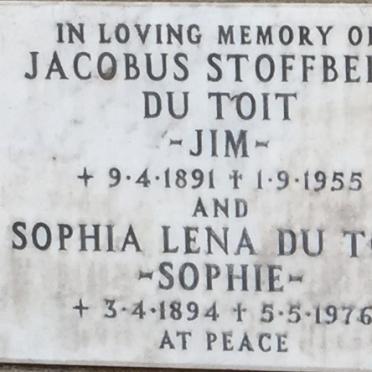 IN LOVING MEMORY OF
JACOBUS STOFFBE
DU TOIT
-JIM-
+ 9·4·1891 † 1·9·1955
AND
SOPHIA LENA DU T
-SOPHIE-
+ 3·4·1894 † 5·5·1976
AT PEACE